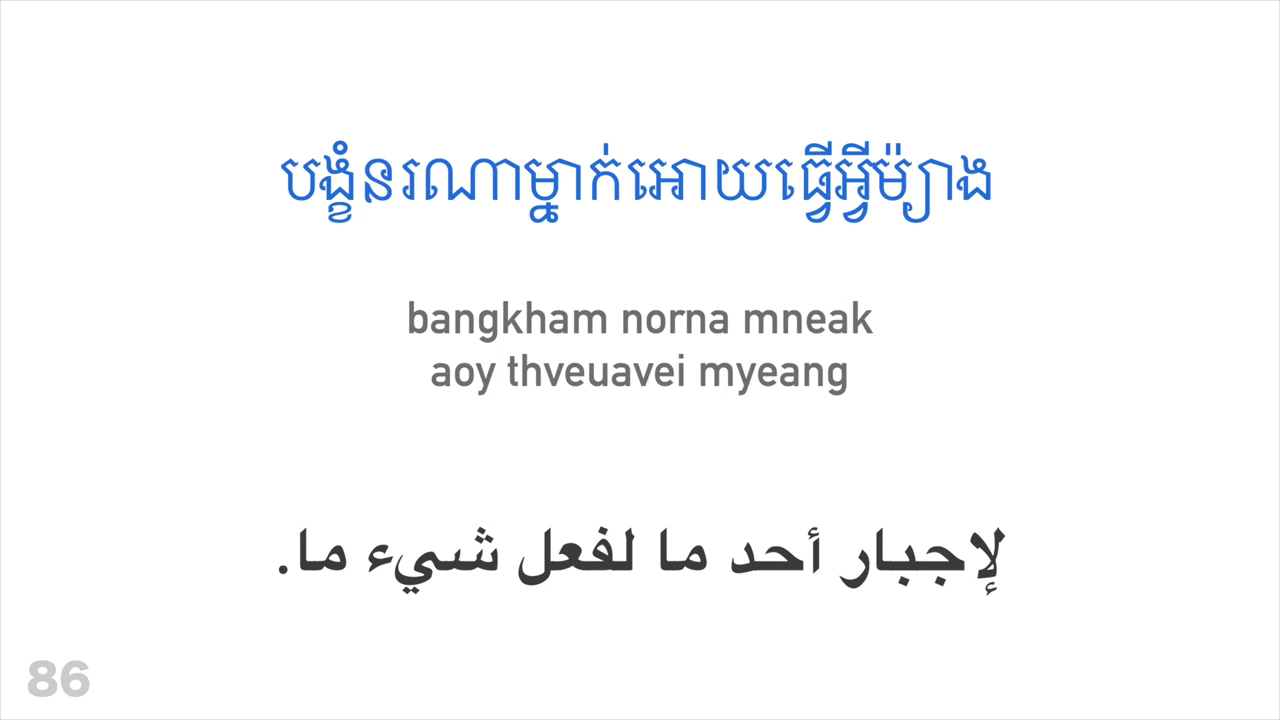 បង្ខំនរណាម្នាក់អោយធ្វើអ្វីម៉្យាង
bangkham norna mneak
aoy thveuavei myeang
لإجبار أحد ما لفعل شيء ما.
86